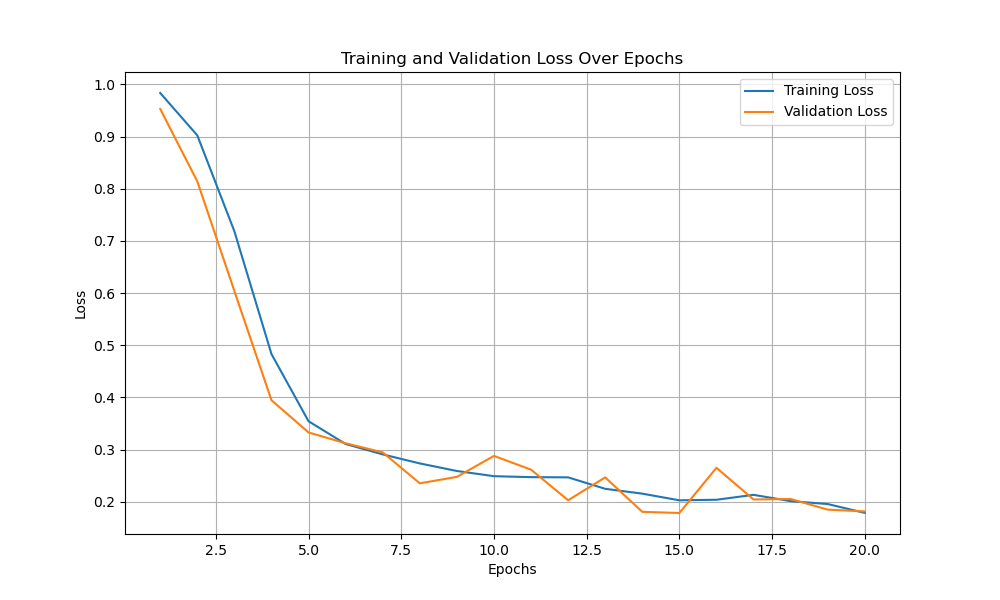 Training and Validation Loss Over Epochs
Training Loss
Validation Loss
Loss
1.0
0.9
0.8
0.7
0.6
0.5
0.4
0.3
0.2
2.5 5.0 7.5 10.0 12.5 15.0 17.5 20.0
Epochs